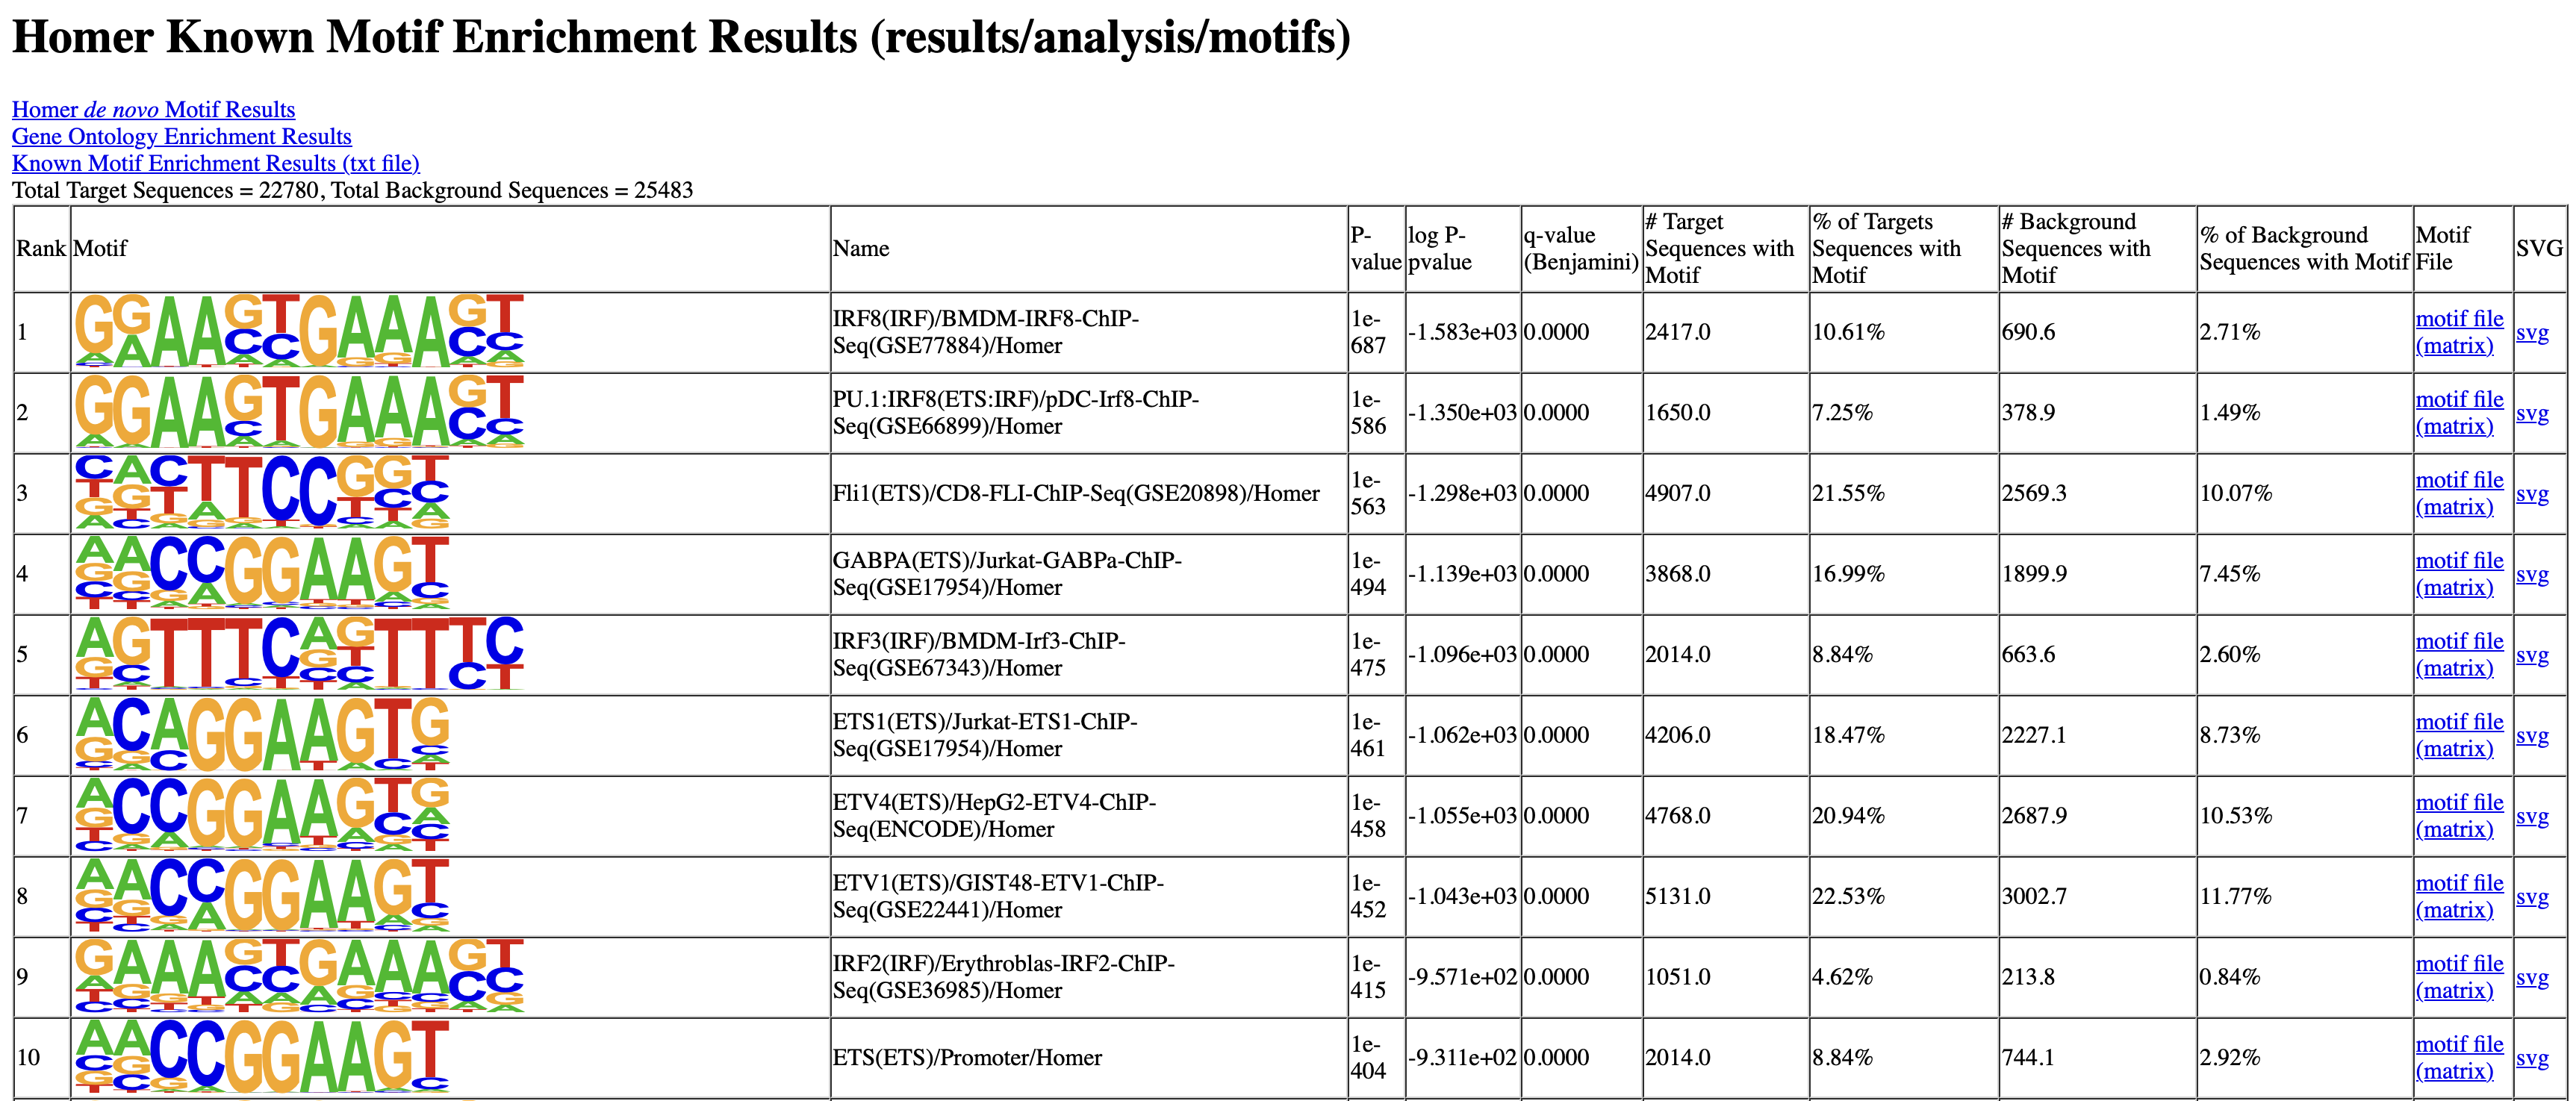 Homer Known Motif Enrichment Results (results/analysis/motifs)
Homer de novo Motif Results
Gene Ontology Enrichment Results
Known Motif Enrichment Results (txt file)
Total Target Sequences = 22780, Total Background Sequences = 25483
Rank Motif Name P-value log P-pvalue q-value (Benjamini) # Target Sequences with Motif % of Targets Sequences with Motif # Background Sequences with Motif % of Background Sequences with Motif Motif File SVG
1 IRF8(IRF)/BMDM-IRF8-ChIP-Seq(GSE77884)/Homer 1e-687 -1.583e+03 0.0000 2417.0 10.61% 690.6 2.71% motif file (matrix) svg
2 PU.1:IRF8(ETS:IRF)/pDC-Irf8-ChIP-Seq(GSE66899)/Homer 1e-586 -1.350e+03 0.0000 1650.0 7.25% 378.9 1.49% motif file (matrix) svg
3 Fli1(ETS)/CD8-FLI-ChIP-Seq(GSE20898)/Homer 1e-563 -1.298e+03 0.0000 4907.0 21.55% 2569.3 10.07% motif file (matrix) svg
4 GABPA(ETS)/Jurkat-GABPa-ChIP-Seq(GSE17954)/Homer 1e-494 -1.139e+03 0.0000 3868.0 16.99% 1899.9 7.45% motif file (matrix) svg
5 IRF3(IRF)/BMDM-Irf3-ChIP-Seq(GSE67343)/Homer 1e-475 -1.096e+03 0.0000 2014.0 8.84% 663.6 2.60% motif file (matrix) svg
6 ETS1(ETS)/Jurkat-ETS1-ChIP-Seq(GSE17954)/Homer 1e-461 -1.062e+03 0.0000 4206.0 18.47% 2227.1 8.73% motif file (matrix) svg
7 ETV4(ETS)/HepG2-ETV4-ChIP-Seq(ENCODE)/Homer 1e-458 -1.055e+03 0.0000 4768.0 20.94% 2687.9 10.53% motif file (matrix) svg
8 ETV1(ETS)/GIST48-ETV1-ChIP-Seq(GSE22441)/Homer 1e-452 -1.043e+03 0.0000 5131.0 22.53% 3002.7 11.77% motif file (matrix) svg
9 IRF2(IRF)/Erythroblas-IRF2-ChIP-Seq(GSE36985)/Homer 1e-415 -9.571e+02 0.0000 1051.0 4.62% 213.8 0.84% motif file (matrix) svg
10 ETS(ETS)/Promoter/Homer 1e-404 -9.311e+02 0.0000 2014.0 8.84% 744.1 2.92% motif file (matrix) svg